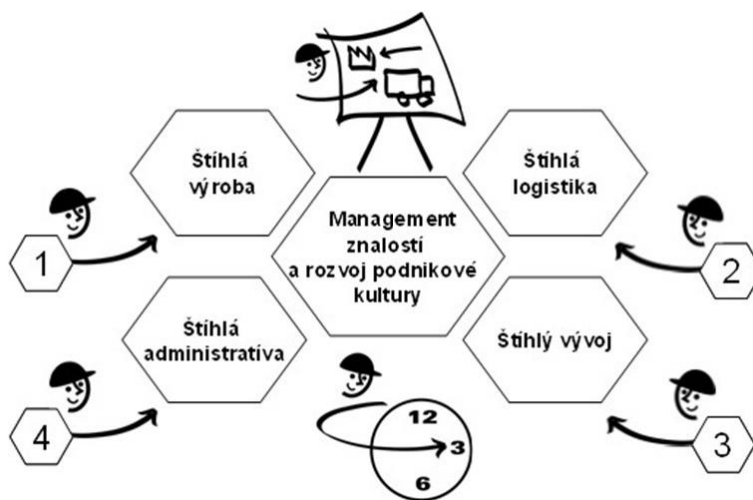 Štíhlá
výroba
Štíhlá
logistika
Management
znalostí
a rozvoj podnikové
kultury
1
2
Štíhlá
administratíva
Štíhlý vývoj
4
12
3
6
3